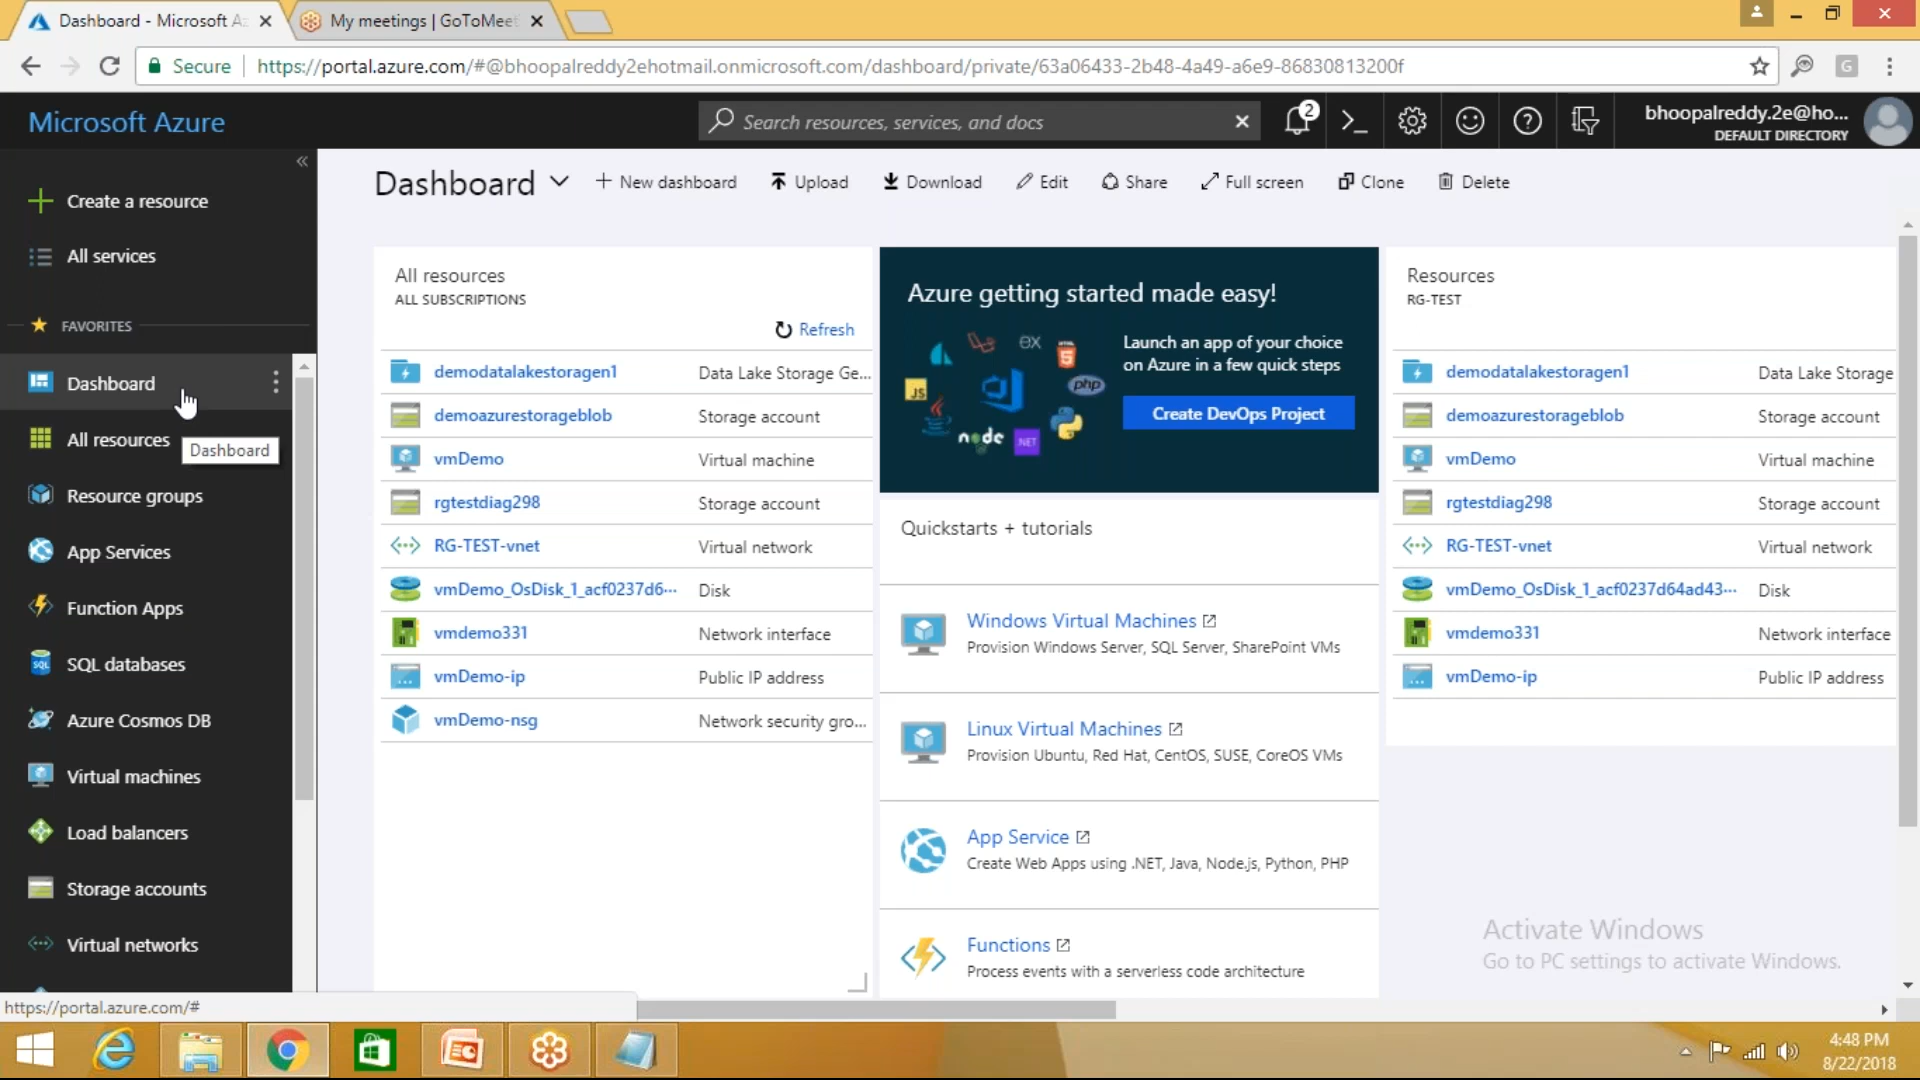 Dashboard - Microsoft A
My meetings | GoToMeet
Secure
https://portal.azure.com/#@bhoopalreddy2ehotmail.onmicrosoft.com/dashboard/private/63a06433-2b48-4a49-a6e9-86830813200f
G
Microsoft Azure
Search resources, services, and docs
2
bhoopalreddy.2e@ho...
DEFAULT DIRECTORY
Create a resource
All services
FAVORITES
Dashboard
Dashboard
All resources
Resource groups
App Services
Function Apps
SQL databases
Azure Cosmos DB
Virtual machines
Load balancers
Storage accounts
Virtual networks
https://portal.azure.com/#
Dashboard
New dashboard
Upload
Download
Edit
Share
Full screen
Clone
Delete
All resources
ALL SUBSCRIPTIONS
Refresh
demodatalakestoragen1 Data Lake Storage Ge...
demoazurestorageblob Storage account
vmDemo Virtual machine
rgtestdiag298 Storage account
RG-TEST-vnet Virtual network
vmDemo_OsDisk_1_acf0237d6... Disk
vmdemo331 Network interface
vmDemo-ip Public IP address
vmDemo-nsg Network security gro...
Azure getting started made easy!
Launch an app of your choice
on Azure in a few quick steps
Create DevOps Project
ex
HTML
5
JS
php
node
.NET
Quickstarts + tutorials
Windows Virtual Machines
Provision Windows Server, SQL Server, SharePoint VMs
Linux Virtual Machines
Provision Ubuntu, Red Hat, CentOS, SUSE, CoreOS VMs
App Service
Create Web Apps using .NET, Java, Node.js, Python, PHP
Functions
Process events with a serverless code architecture
Resources
RG-TEST
demodatalakestoragen1 Data Lake Storage
demoazurestorageblob Storage account
vmDemo Virtual machine
rgtestdiag298 Storage account
RG-TEST-vnet Virtual network
vmDemo_OsDisk_1_acf0237d64ad43... Disk
vmdemo331 Network interface
vmDemo-ip Public IP address
Activate Windows
Go to PC settings to activate Windows.
4:48 PM
8/22/2018